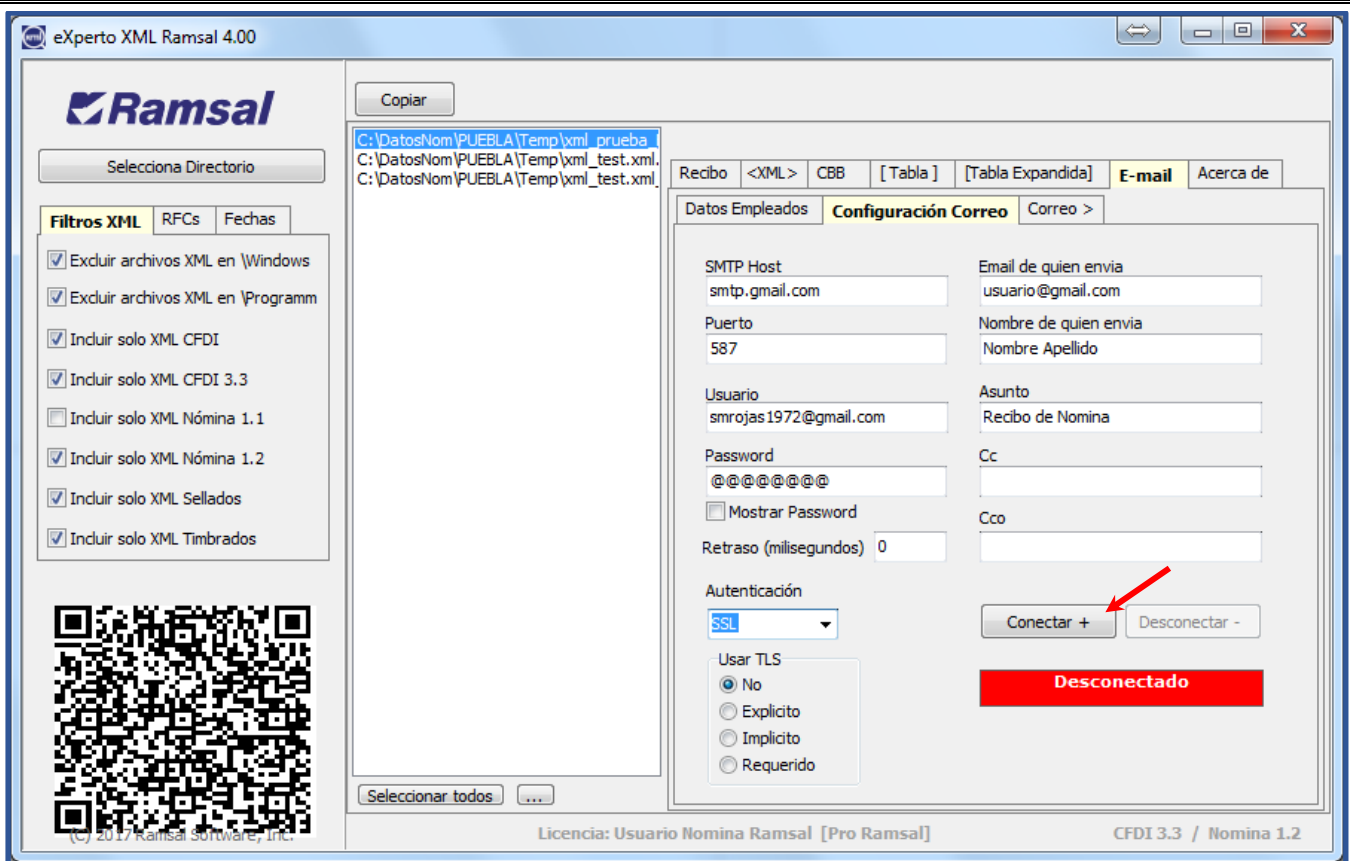 eXperto XML Ramsal 4.00
Ramsal
Selecciona Directorio
Filtros XML RFCs Fechas
Excluir archivos XML en \Windows
Excluir archivos XML en \Programm
Incluir solo XML CFDI
Incluir solo XML CFDI 3.3
Incluir solo XML Nómina 1.1
Incluir solo XML Nómina 1.2
Incluir solo XML Sellados
Incluir solo XML Timbrados
(C) 2017 Ramsal Software, Inc.
Copiar
C:\DatosNom\PUEBLA\Temp\xml_prueba_
C:\DatosNom\PUEBLA\Temp\xml_test.xml.
C:\DatosNom\PUEBLA\Temp\xml_test.xml_
Seleccionar todos ...
Recibo <XML> CBB [ Tabla ] [Tabla Expandida] E-mail Acerca de
Datos Empleados Configuración Correo Correo >
SMTP Host
smtp.gmail.com
Puerto
587
Usuario
smrojas1972@gmail.com
Password
@@@@@@@@
Mostrar Password
Retraso (milisegundos) 0
Autenticación
SSL
Usar TLS
No
Explicito
Implicito
Requerido
Email de quien envia
usuario@gmail.com
Nombre de quien envia
Nombre Apellido
Asunto
Recibo de Nomina
Cc
Cco
Conectar + Desconectar -
Desconectado
Licencia: Usuario Nomina Ramsal [Pro Ramsal] CFDI 3.3 / Nomina 1.2